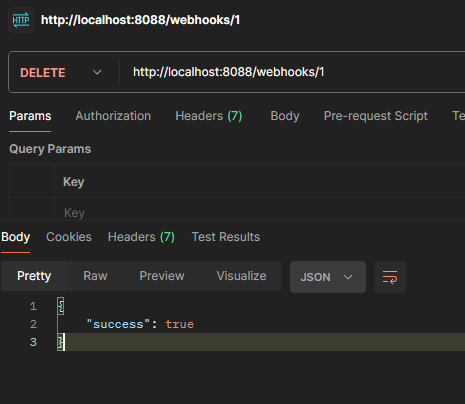 HTTP http://localhost:8088/webhooks/1
DELETE http://localhost:8088/webhooks/1
Params Authorization Headers (7) Body Pre-request Script Te
Query Params
Key
Key
Body Cookies Headers (7) Test Results
Pretty Raw Preview Visualize JSON
1 {
2 "success": true
3 }